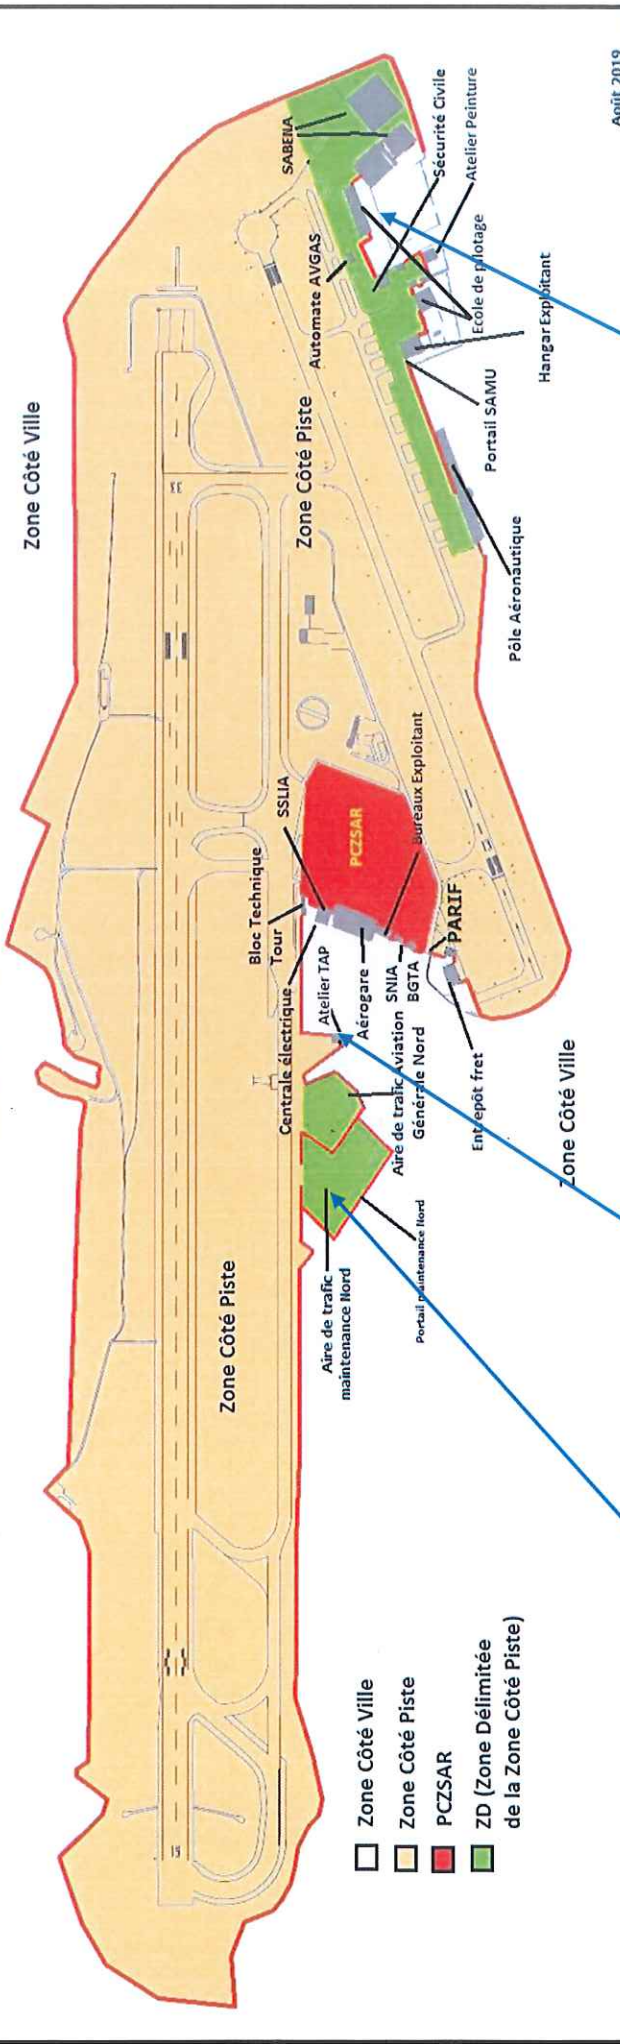 Août 2019
Zone Côté Ville
SABENA
Sécurité Civile
Atelier Peinture
Automate AVGAS
Ecole de pilotage
Hangar Exploitant
Portail SAMU
Zone Côté Piste
33
Pôle Aéronautique
SSLIA
PCZSAR
Bureaux Exploitant
Bloc Technique
Tour
PARIF
Centrale électrique
Atelier TAP
Aérogare
SNIA
BGTA
Aire de trafic Aviation
Générale Nord
Entrepôt fret
Zone Côté Ville
Zone Côté Piste
Aire de trafic
maintenance Nord
Portail maintenance Nord
15
Zone Côté Ville
Zone Côté Piste
PCZSAR
ZD (Zone Délimitée
de la Zone Côté Piste)